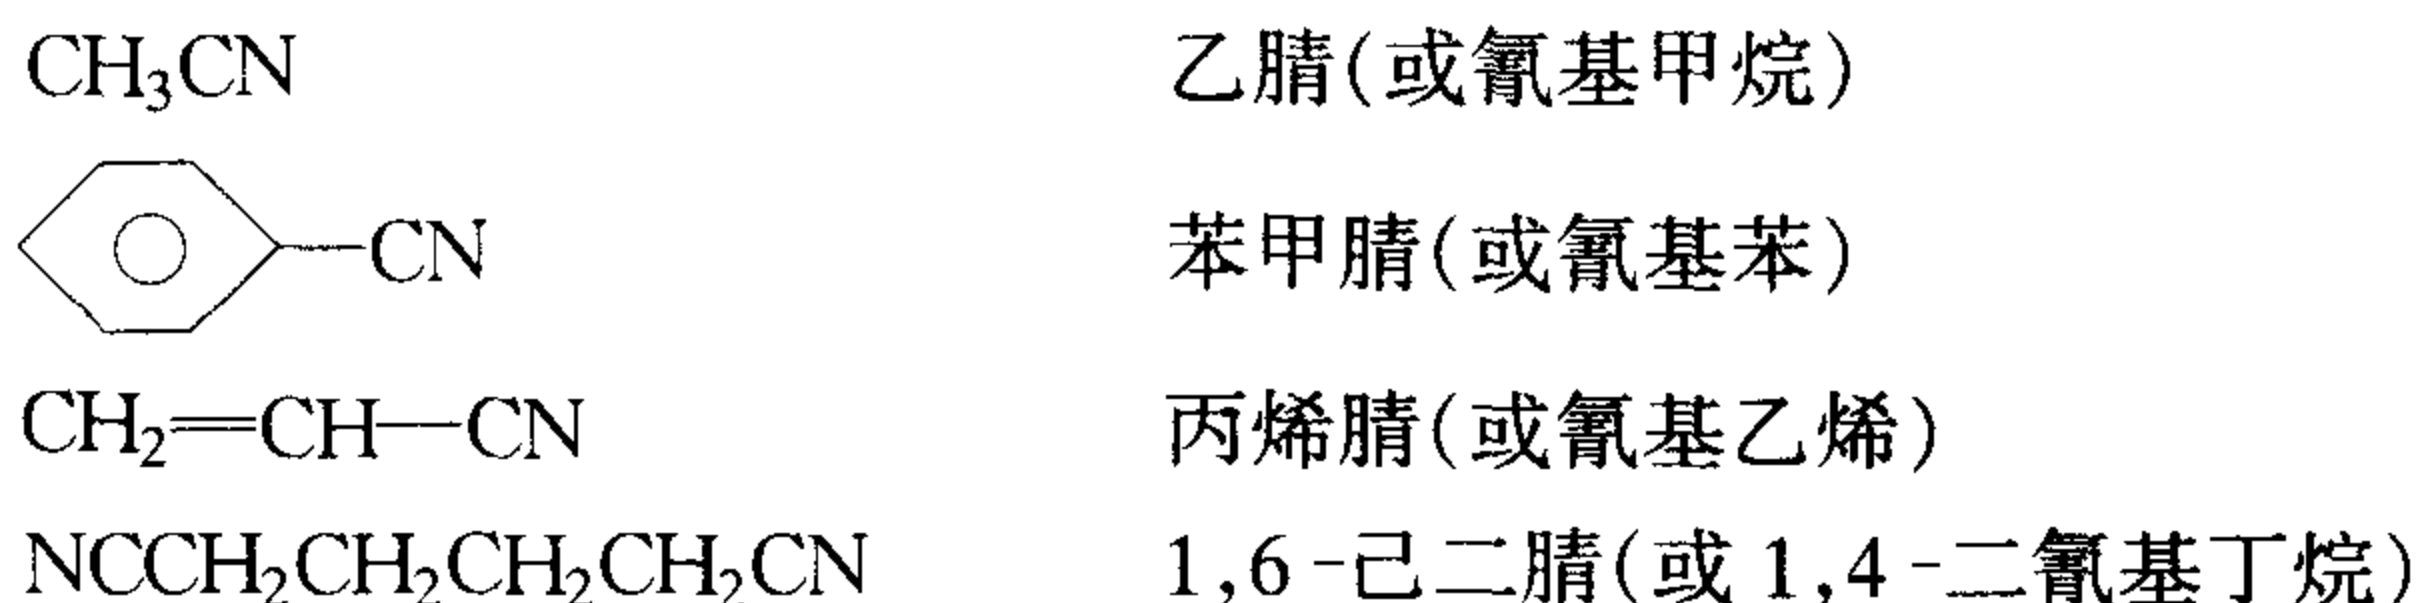 CH₃CN 乙腈(或氰基甲烷)
CN 苯甲腈(或氰基苯)
CH₂=CH—CN 丙烯腈(或氰基乙烯)
NCCH₂CH₂CH₂CH₂CN 1,6-己二腈(或1,4-二氰基丁烷)